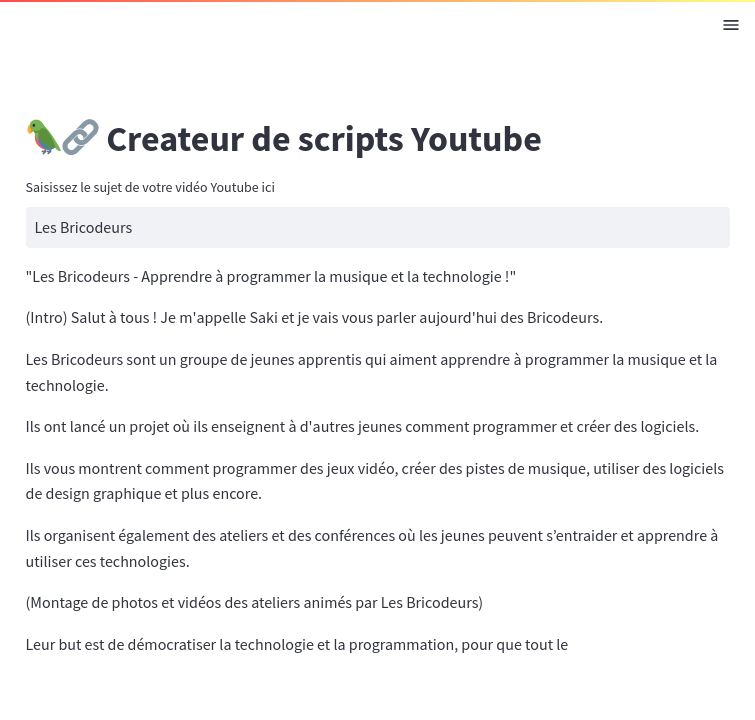 🦜🔗 Createur de scripts Youtube
Saisissez le sujet de votre vidéo Youtube ici
Les Bricodeurs
"Les Bricodeurs - Apprendre à programmer la musique et la technologie !"
(Intro) Salut à tous ! Je m'appelle Saki et je vais vous parler aujourd'hui des Bricodeurs.
Les Bricodeurs sont un groupe de jeunes apprentis qui aiment apprendre à programmer la musique et la
technologie.
Ils ont lancé un projet où ils enseignent à d'autres jeunes comment programmer et créer des logiciels.
Ils vous montrent comment programmer des jeux vidéo, créer des pistes de musique, utiliser des logiciels
de design graphique et plus encore.
Ils organisent également des ateliers et des conférences où les jeunes peuvent s’entraider et apprendre à
utiliser ces technologies.
(Montage de photos et vidéos des ateliers animés par Les Bricodeurs)
Leur but est de démocratiser la technologie et la programmation, pour que tout le